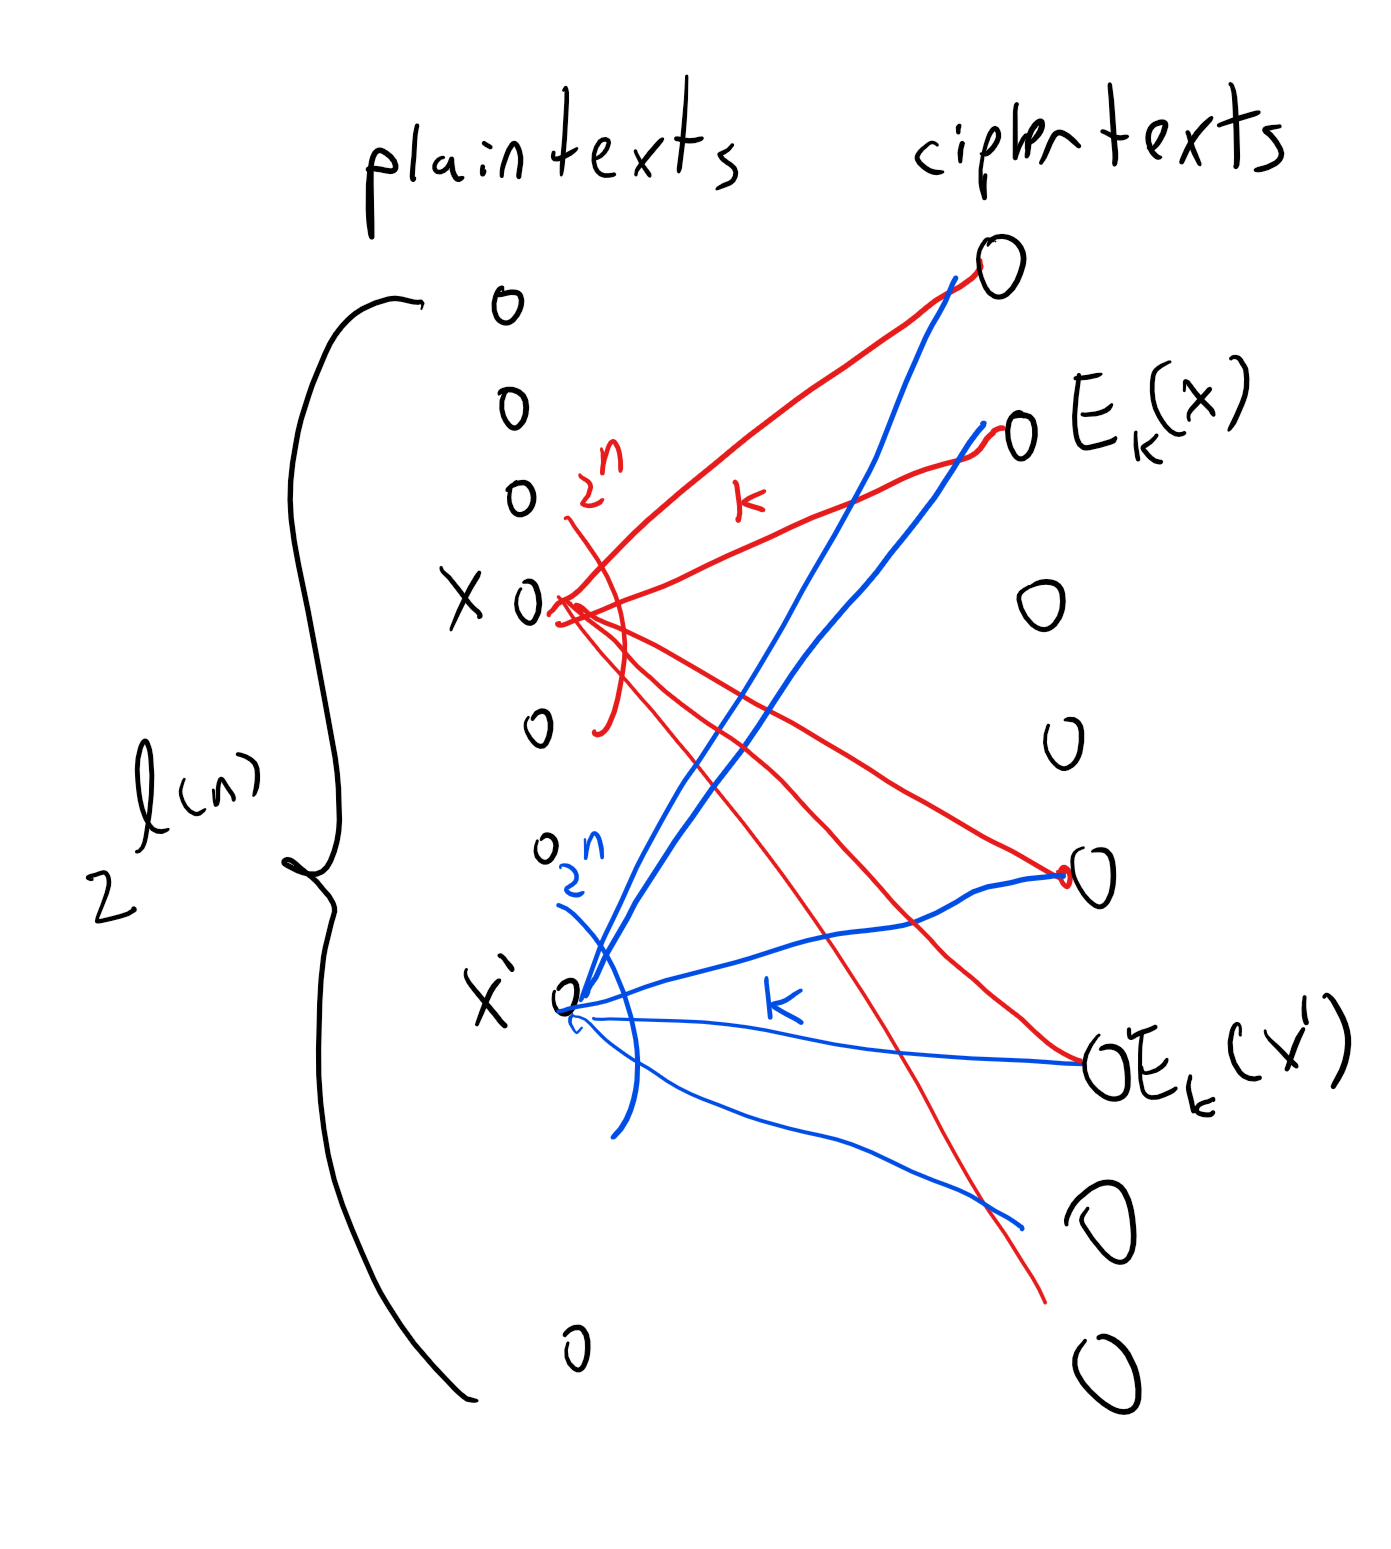 plaintexts ciphertexts
E_k(x)
2^n
k
x
2^l(n)
2^n
x'
k
E_k(x')